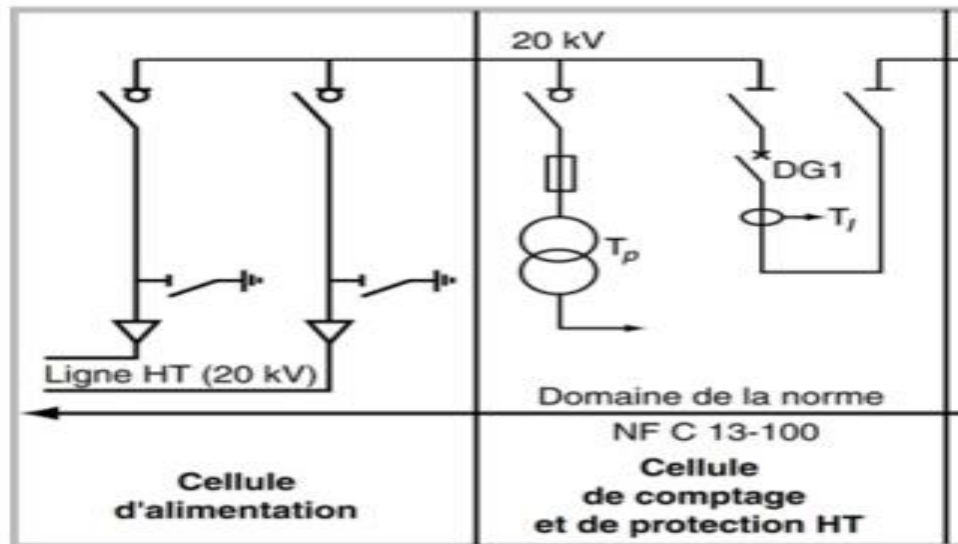 20 kV
DG1
T_I
T_p
Ligne HT (20 kV)
Domaine de la norme
NF C 13-100
Cellule
d'alimentation
Cellule
de comptage
et de protection HT